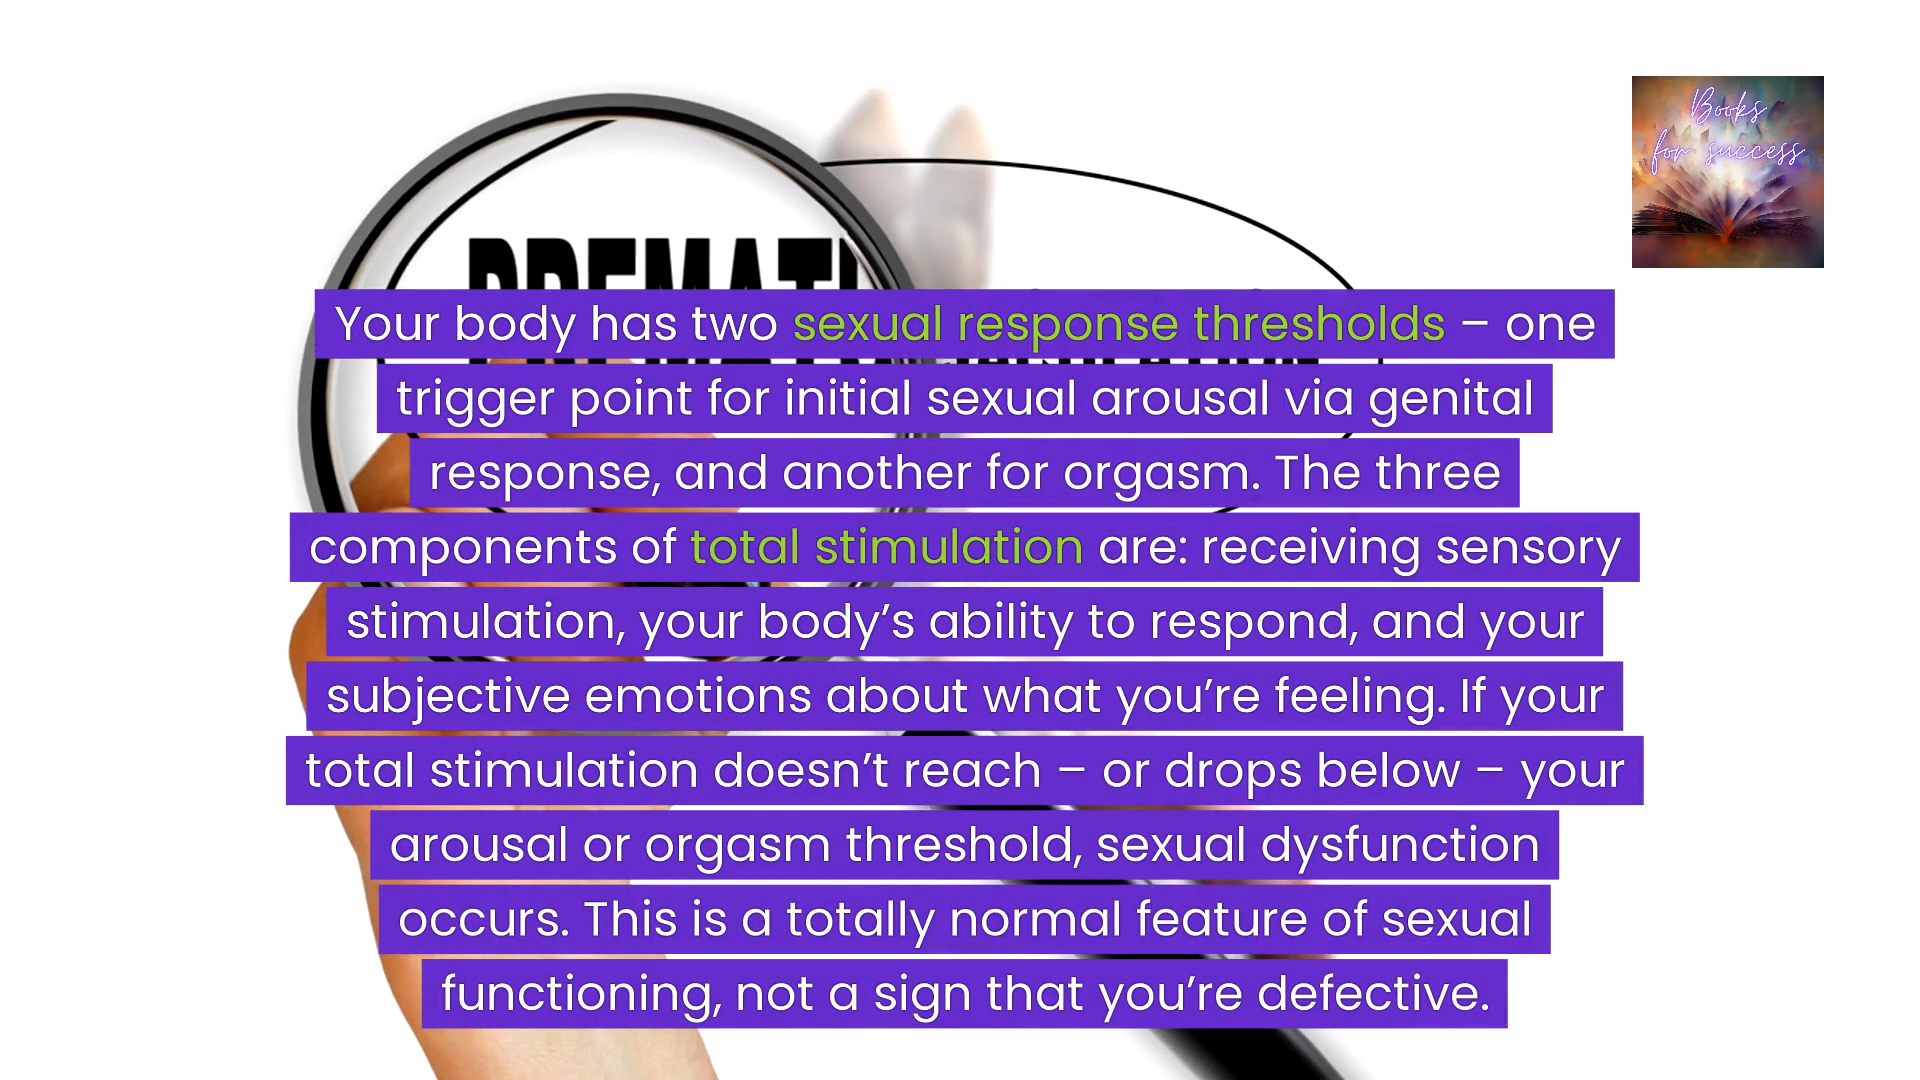 Books
for success
PREMATU
Your body has two sexual response thresholds – one
trigger point for initial sexual arousal via genital
response, and another for orgasm. The three
components of total stimulation are: receiving sensory
stimulation, your body’s ability to respond, and your
subjective emotions about what you’re feeling. If your
total stimulation doesn’t reach – or drops below – your
arousal or orgasm threshold, sexual dysfunction
occurs. This is a totally normal feature of sexual
functioning, not a sign that you’re defective.